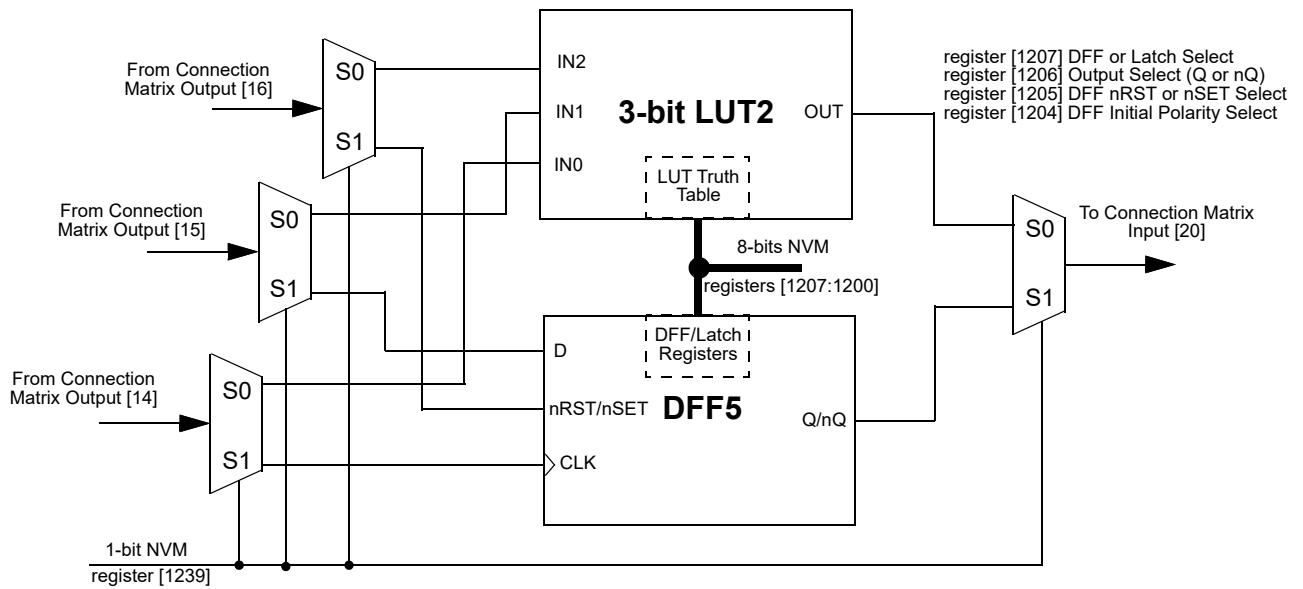 From Connection
Matrix Output [16]
S0
S1
From Connection
Matrix Output [15]
S0
S1
From Connection
Matrix Output [14]
S0
S1
1-bit NVM
register [1239]
IN2
IN1
IN0
3-bit LUT2
OUT
LUT Truth
Table
8-bits NVM
registers [1207:1200]
DFF/Latch
Registers
D
nRST/nSET
DFF5
Q/nQ
CLK
register [1207] DFF or Latch Select
register [1206] Output Select (Q or nQ)
register [1205] DFF nRST or nSET Select
register [1204] DFF Initial Polarity Select
S0
S1
To Connection Matrix
Input [20]